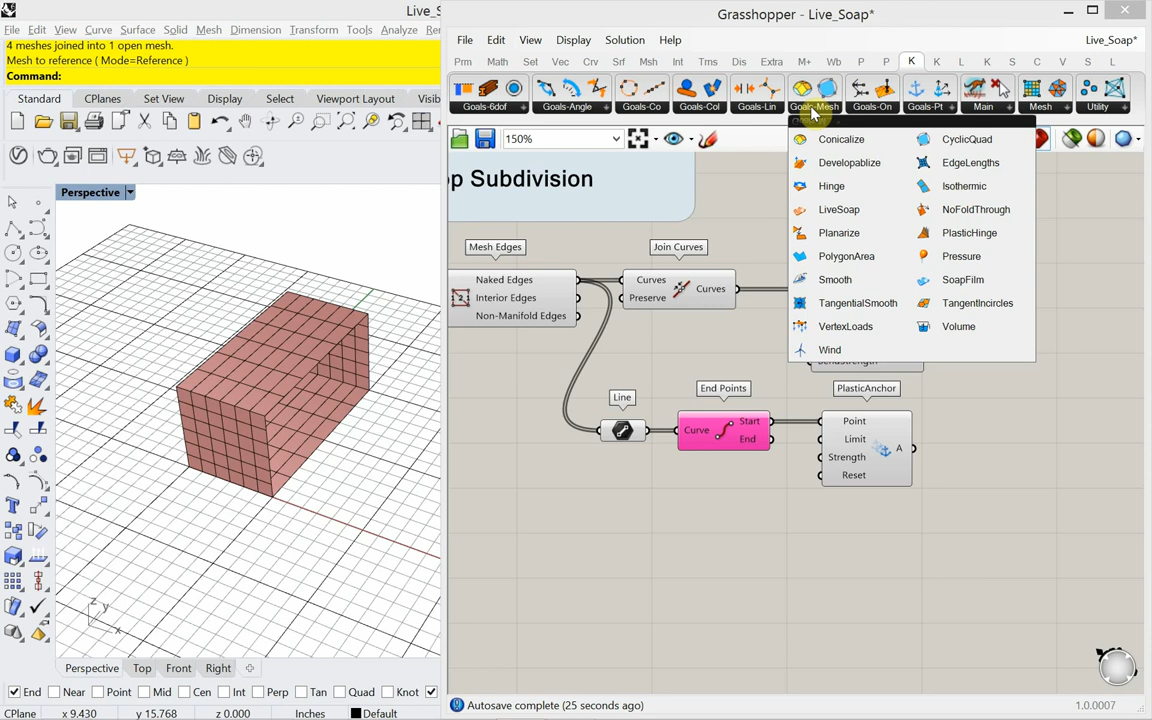 Live_S
Grasshopper - Live_Soap*
File Edit View Curve Surface Solid Mesh Dimension Transform Tools Analyze
4 meshes joined into 1 open mesh.
Mesh to reference ( Mode=Reference )
Command:
Standard CPlanes Set View Display Select Viewport Layout
Perspective
File Edit View Display Solution Help
Live_Soap*
Prm Math Set Vec Crv Srf Msh Int Trns Dis Extra M+ Wb P P K K L K S C V L S L
Goals-6dof Goals-Angle Goals-Co Goals-Col Goals-Lin Goals-Mesh Goals-On Goals-Pt Main Mesh Utility
150%
Conicalize CyclicQuad
Developablize EdgeLengths
Hinge Isothermic
LiveSoap NoFoldThrough
Planarize PlasticHinge
PolygonArea Pressure
Smooth SoapFilm
TangentialSmooth TangentIncircles
VertexLoads Volume
Wind
p Subdivision
Mesh Edges
Naked Edges
Interior Edges
Non-Manifold Edges
Join Curves
Curves
Preserve
Curves
Line
End Points
Curve
Start
End
PlasticAnchor
Point
Limit
Strength
Reset
A
z y
x
Perspective Top Front Right
End Near Point Mid Cen Int Perp Tan Quad Knot
CPlane x 9.430 y 15.768 z 0.000 Inches Default
Autosave complete (25 seconds ago)
1.0.0007